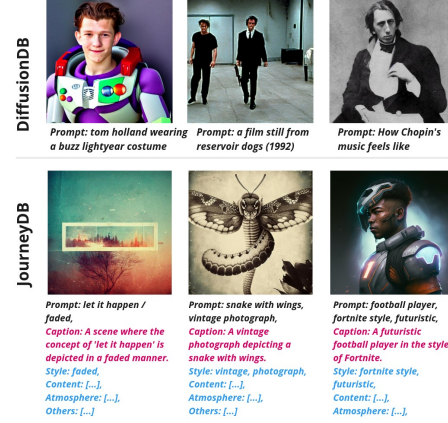 DiffusionDB
Prompt: tom holland wearing
a buzz lightyear costume
Prompt: a film still from
reservoir dogs (1992)
Prompt: How Chopin's
music feels like
JourneyDB
Prompt: let it happen /
faded,
Caption: A scene where the
concept of 'let it happen' is
depicted in a faded manner.
Style: faded,
Content: [...],
Atmosphere: [...],
Others: [...]
Prompt: snake with wings,
vintage photograph,
Caption: A vintage
photograph depicting a
snake with wings.
Style: vintage, photograph,
Content: [...],
Atmosphere: [...],
Others: [...]
Prompt: football player,
fortnite style, futuristic,
Caption: A futuristic
football player in the style
of Fortnite.
Style: fortnite style,
futuristic,
Content: [...],
Atmosphere: [...],